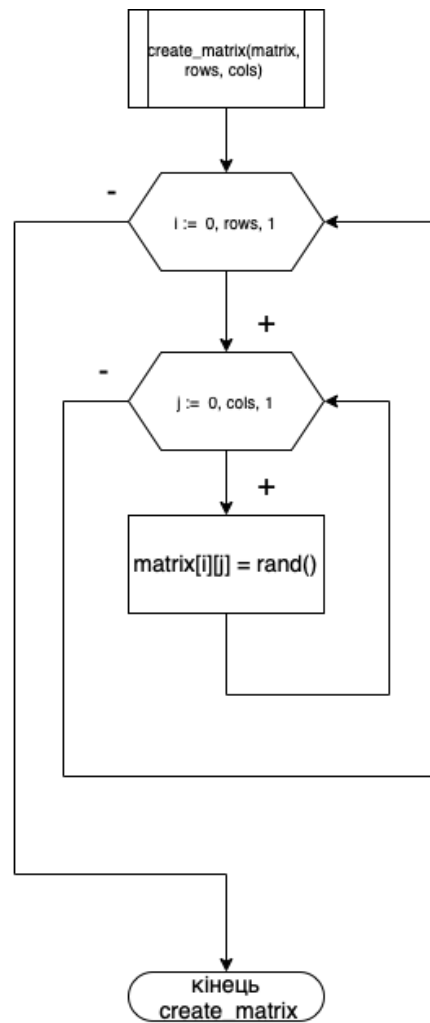 create_matrix(matrix,
rows, cols)
-
i := 0, rows, 1
+
-
j := 0, cols, 1
+
matrix[i][j] = rand()
кінець
create_matrix